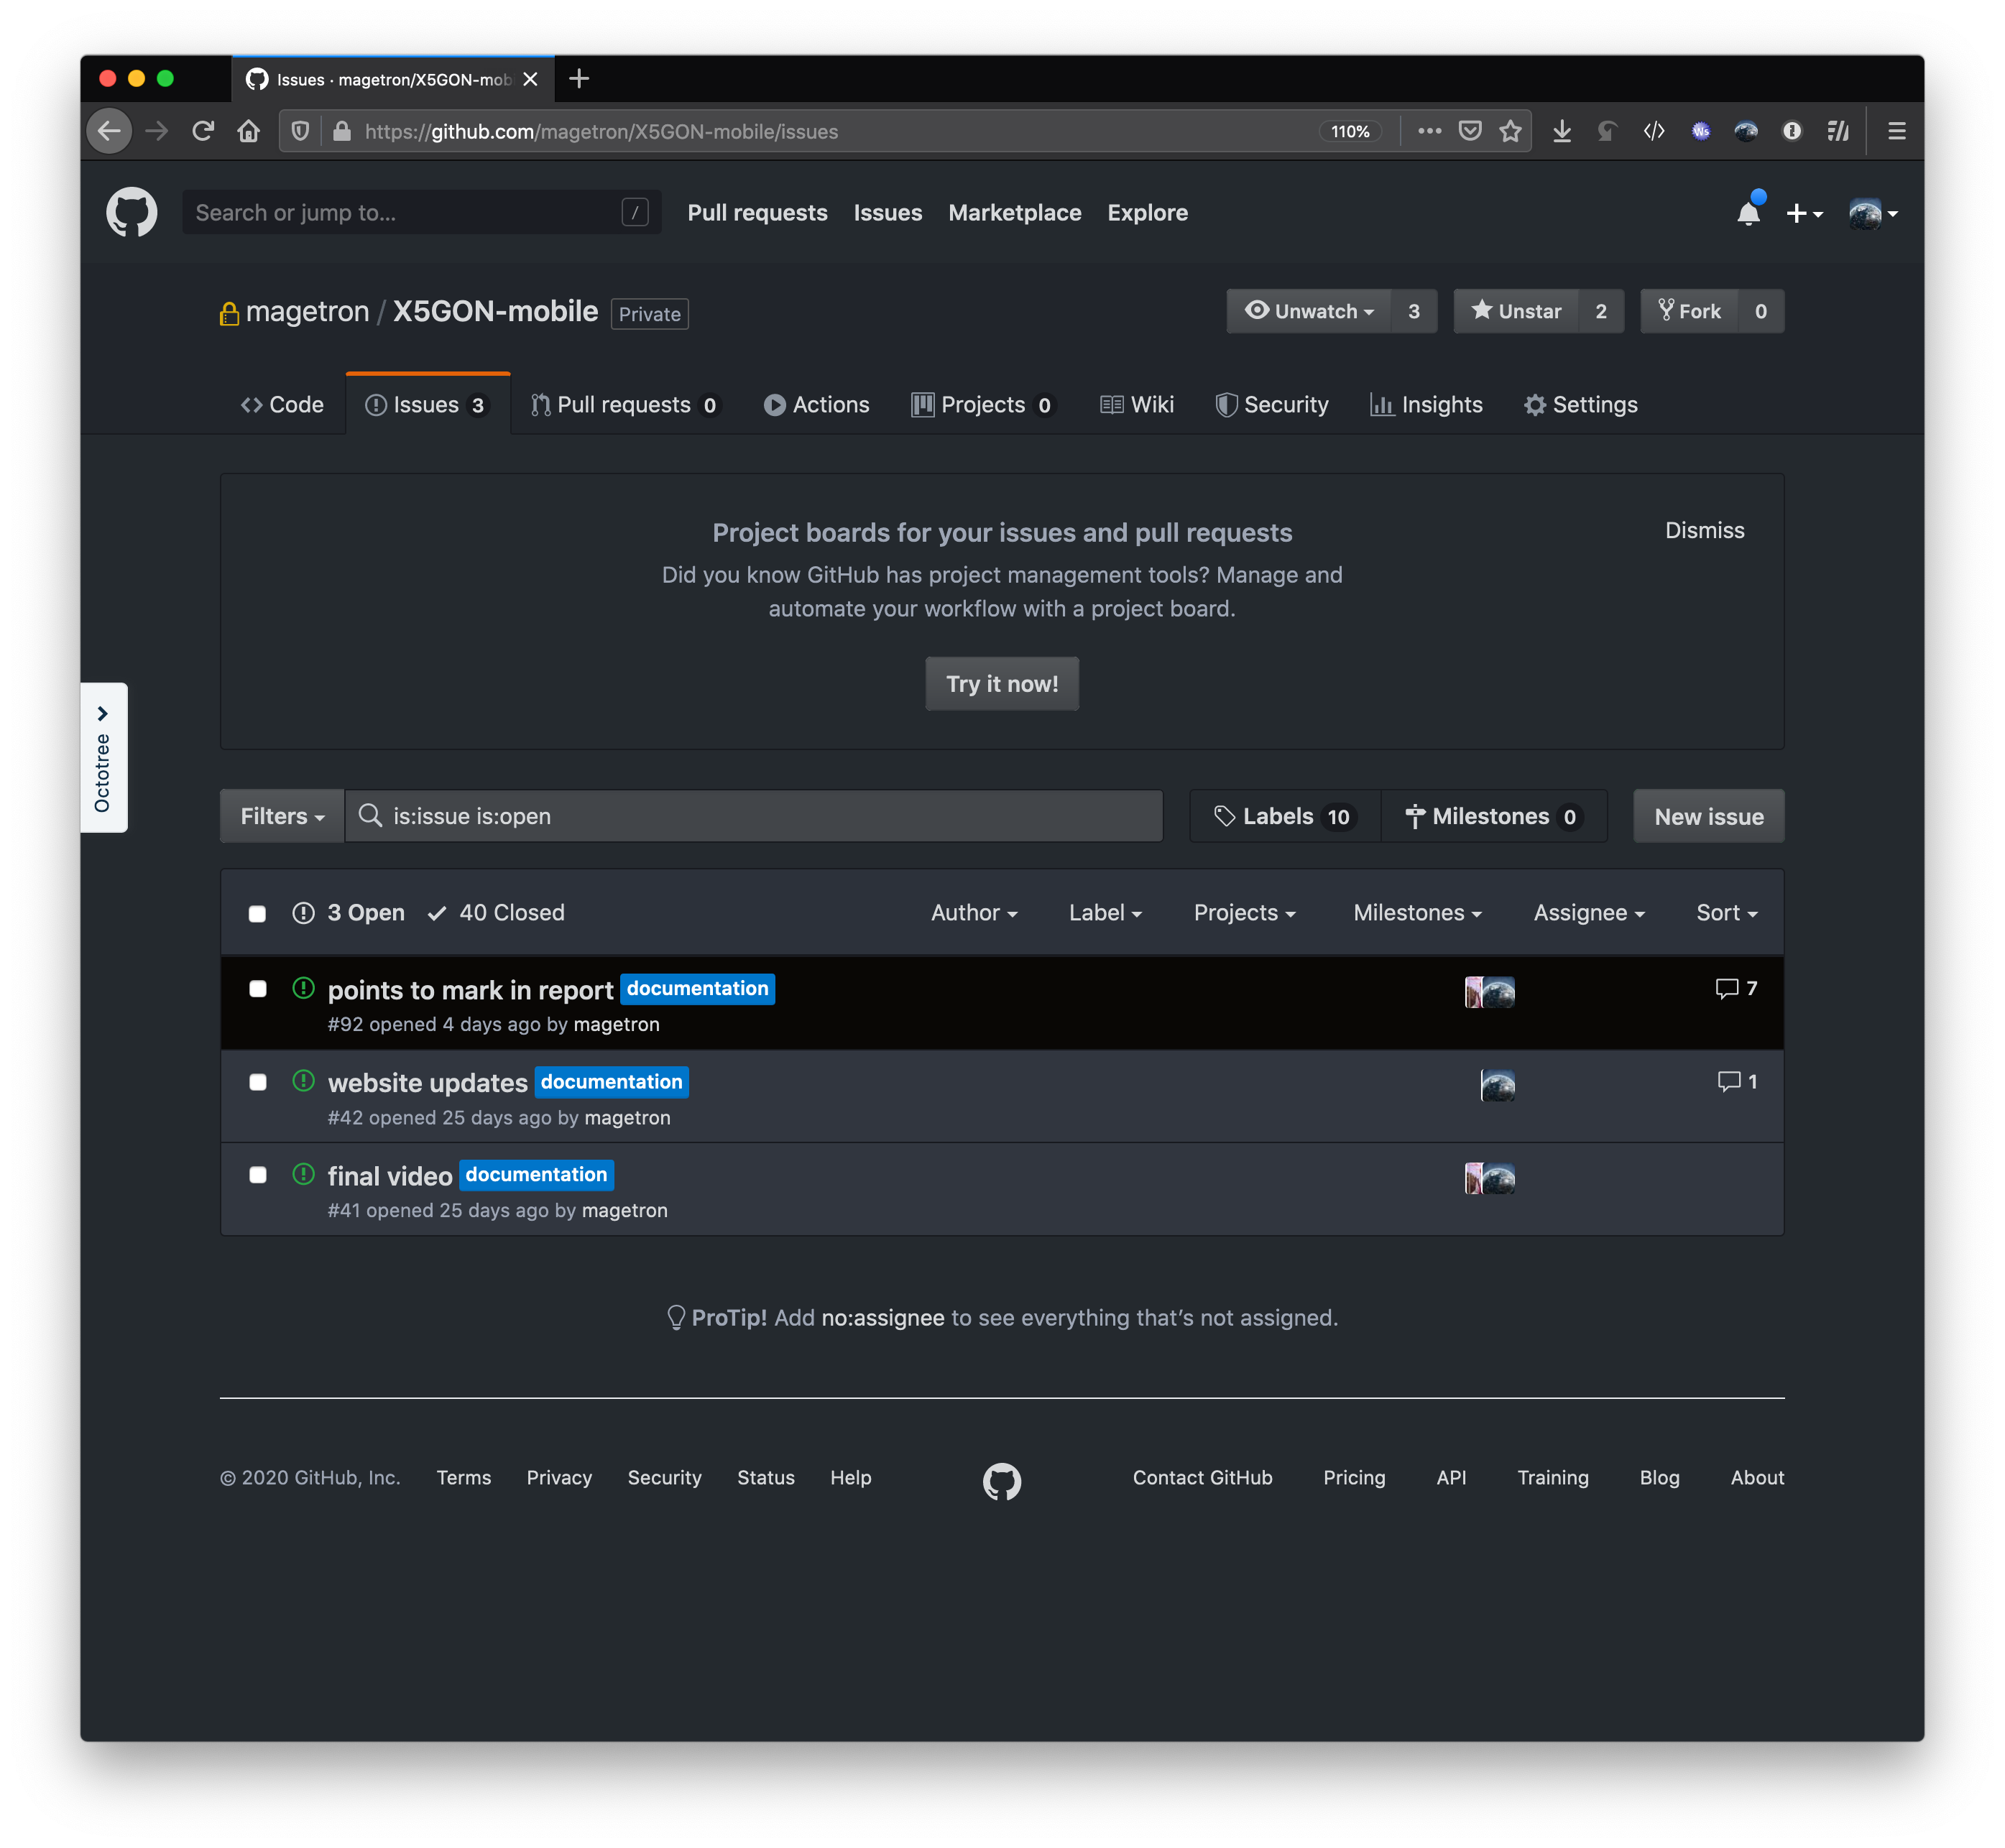 Issues · magetron/X5GON-mob
https://github.com/magetron/X5GON-mobile/issues
110%
Ws
Search or jump to...
/
Pull requests
Issues
Marketplace
Explore
magetron / X5GON-mobile
Private
Unwatch
3
Unstar
2
Fork
0
Code
Issues 3
Pull requests 0
Actions
Projects 0
Wiki
Security
Insights
Settings
Project boards for your issues and pull requests
Dismiss
Did you know GitHub has project management tools? Manage and
automate your workflow with a project board.
Try it now!
Octotree
Filters
is:issue is:open
Labels 10
Milestones 0
New issue
3 Open
40 Closed
Author
Label
Projects
Milestones
Assignee
Sort
points to mark in report documentation
7
#92 opened 4 days ago by magetron
website updates documentation
1
#42 opened 25 days ago by magetron
final video documentation
#41 opened 25 days ago by magetron
ProTip! Add no:assignee to see everything that’s not assigned.
© 2020 GitHub, Inc.
Terms
Privacy
Security
Status
Help
Contact GitHub
Pricing
API
Training
Blog
About